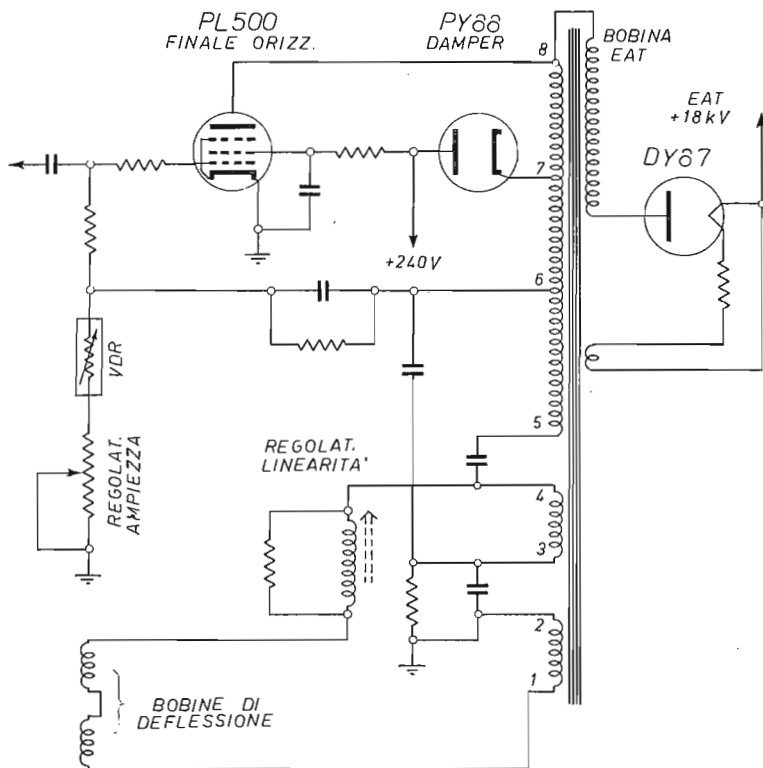 PL500
FINALE ORIZZ.
PY88
DAMPER
8
BOBINA
EAT
EAT
+18kV
DY87
7
+240V
6
VDR
5
REGOLAT.
LINEARITA'
REGOLAT.
AMPIEZZA
4
3
2
1
BOBINE DI
DEFLESSIONE